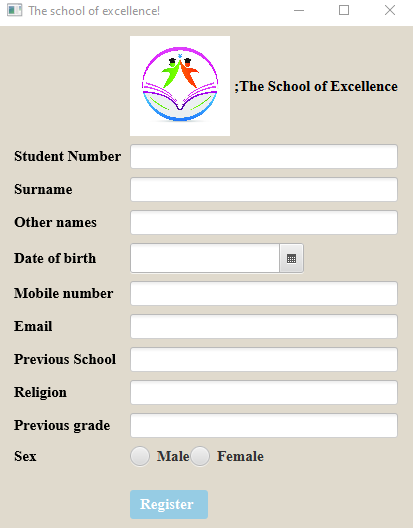 The school of excellence!
;The School of Excellence
Student Number
Surname
Other names
Date of birth
Mobile number
Email
Previous School
Religion
Previous grade
Sex Male Female
Register